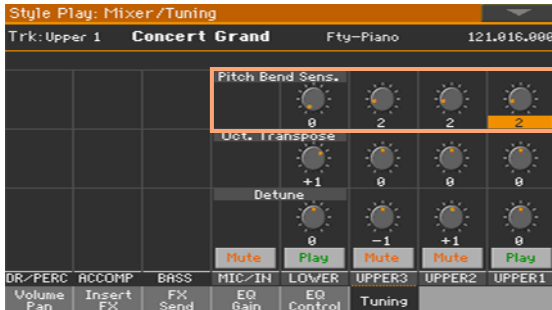 Style Play: Mixer/Tuning
Trk:Upper 1 Concert Grand Fty-Piano 121.016.000
Pitch Bend Sens.
0 2 2 2
Oct. Transpose
+1 0 0 0
Detune
0 -1 +1 0
Mute Play Mute Mute Play
DR/PERC ACCOMP BASS MIC/IN LOWER UPPER3 UPPER2 UPPER1
Volume Pan Insert FX FX Send EQ Gain EQ Control Tuning